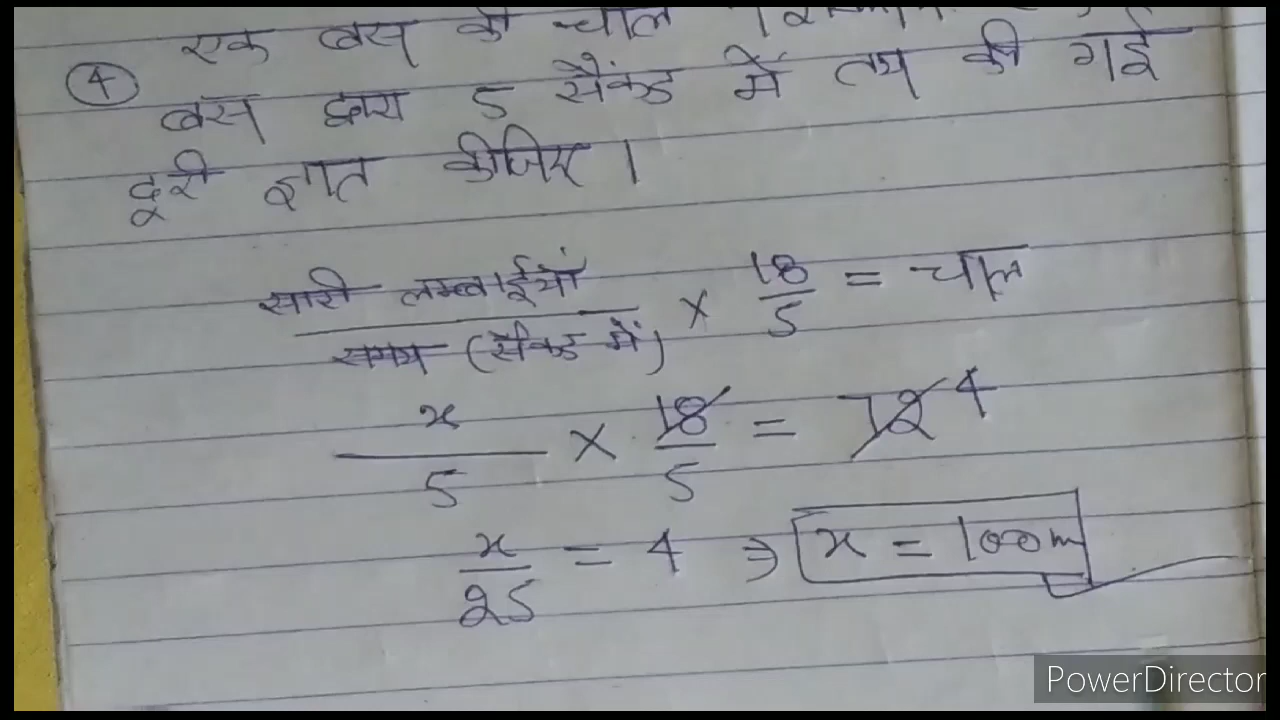 ④ एक बस की चाल
बस द्वारा 5 सैकंड में तय की गई
दूरी ज्ञात कीजिए ।
सारी लम्बाईयाँ / समय (सैकंड में) × 18/5 = चाल
x/5 × 18/5 = 72 4
x/25 = 4 ⇒ x = 100m
PowerDirector